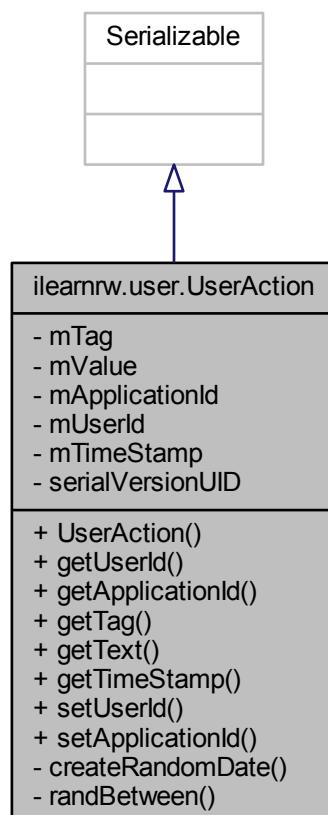 Serializable
ilearnrw.user.UserAction
- mTag
- mValue
- mApplicationId
- mUserId
- mTimeStamp
- serialVersionUID
+ UserAction()
+ getUserId()
+ getApplicationId()
+ getTag()
+ getText()
+ getTimeStamp()
+ setUserId()
+ setApplicationId()
- createRandomDate()
- randBetween()